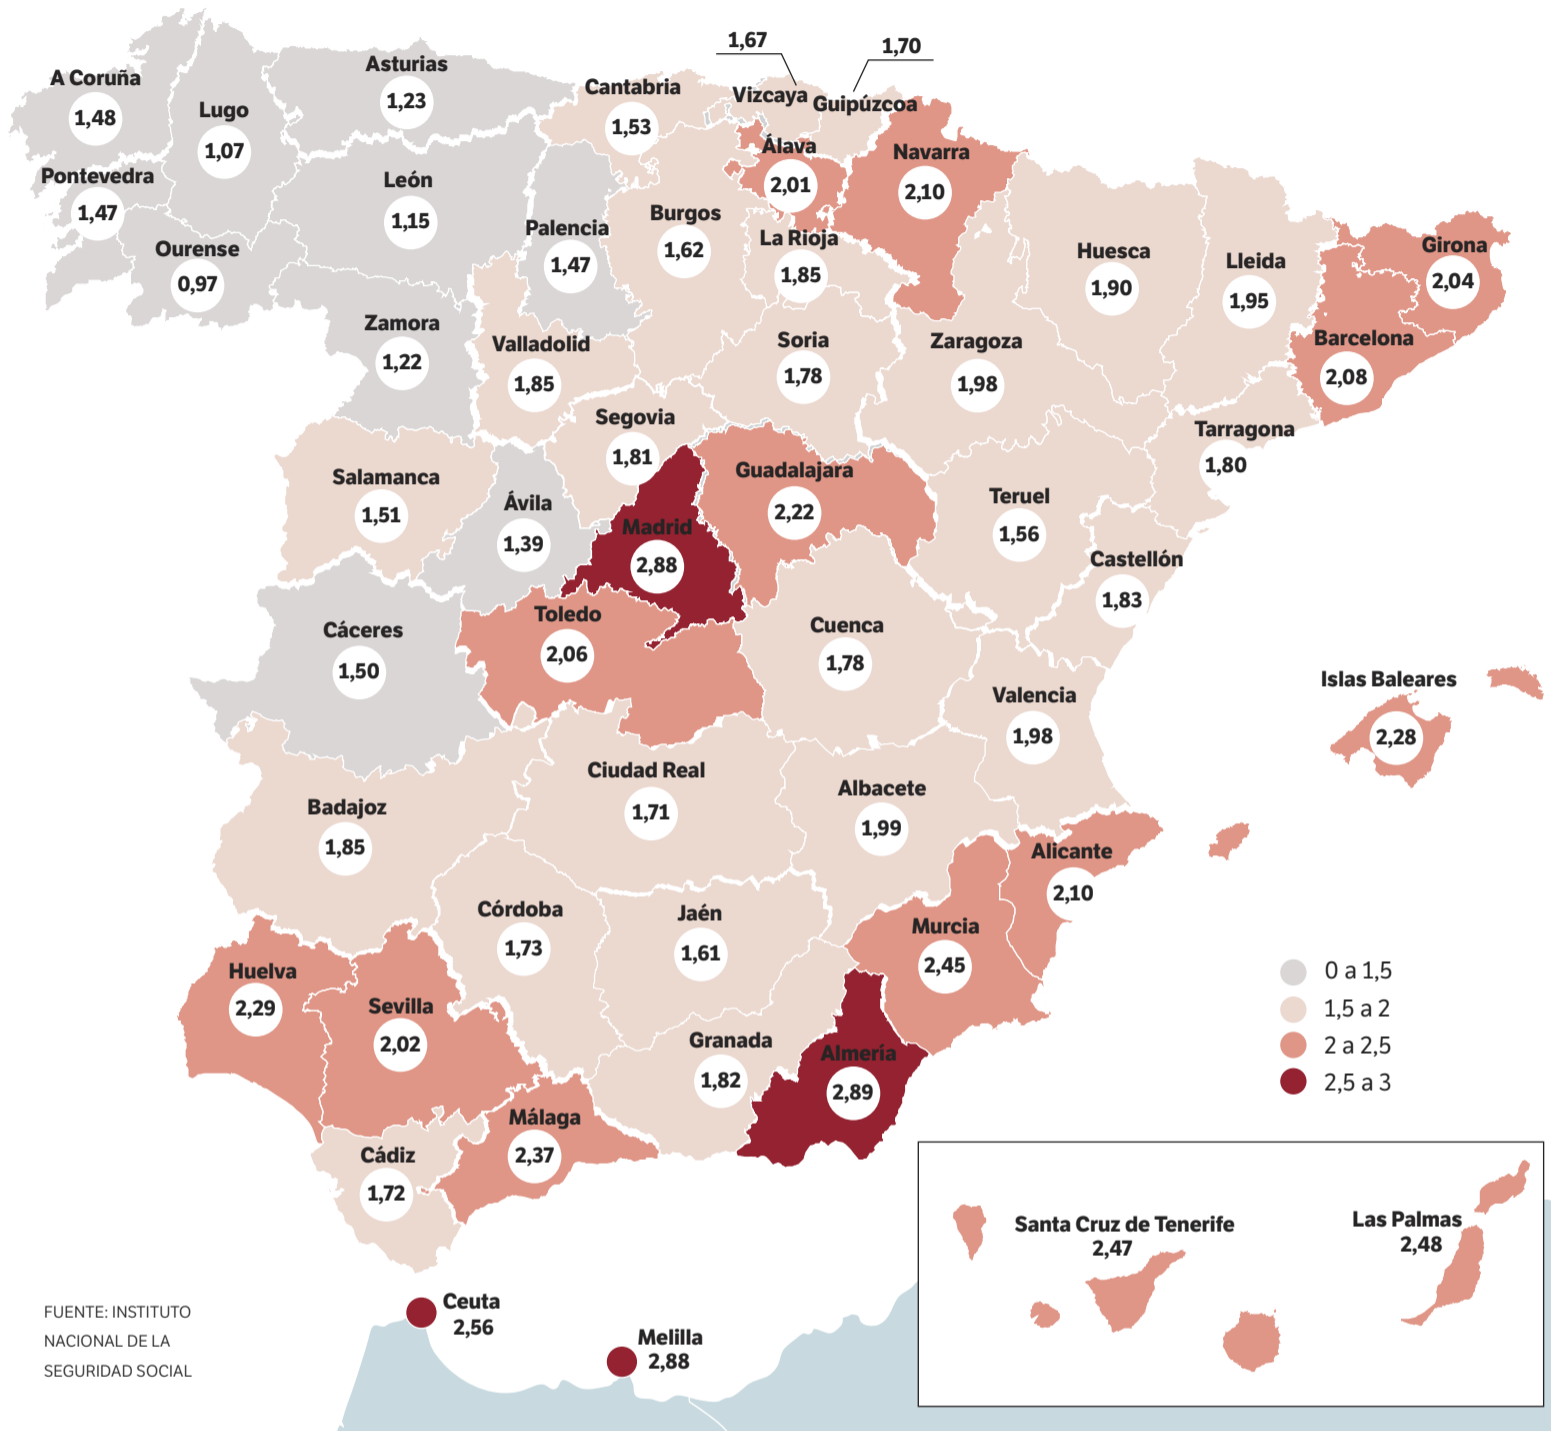 1,67
1,70
A Coruña
1,48
Lugo
1,07
Asturias
1,23
Cantabria
1,53
Vizcaya
Guipúzcoa
Álava
2,01
Navarra
2,10
Pontevedra
1,47
Ourense
0,97
León
1,15
Palencia
1,47
Burgos
1,62
La Rioja
1,85
Huesca
1,90
Lleida
1,95
Girona
2,04
Zamora
1,22
Valladolid
1,85
Soria
1,78
Zaragoza
1,98
Barcelona
2,08
Segovia
1,81
Tarragona
1,80
Salamanca
1,51
Ávila
1,39
Madrid
2,88
Guadalajara
2,22
Teruel
1,56
Castellón
1,83
Cáceres
1,50
Toledo
2,06
Cuenca
1,78
Valencia
1,98
Islas Baleares
2,28
Badajoz
1,85
Ciudad Real
1,71
Albacete
1,99
Alicante
2,10
Córdoba
1,73
Jaén
1,61
Murcia
2,45
Huelva
2,29
Sevilla
2,02
Granada
1,82
Almería
2,89
Málaga
2,37
Cádiz
1,72
0 a 1,5
1,5 a 2
2 a 2,5
2,5 a 3
Santa Cruz de Tenerife
2,47
Las Palmas
2,48
Ceuta
2,56
Melilla
2,88
FUENTE: INSTITUTO
NACIONAL DE LA
SEGURIDAD SOCIAL